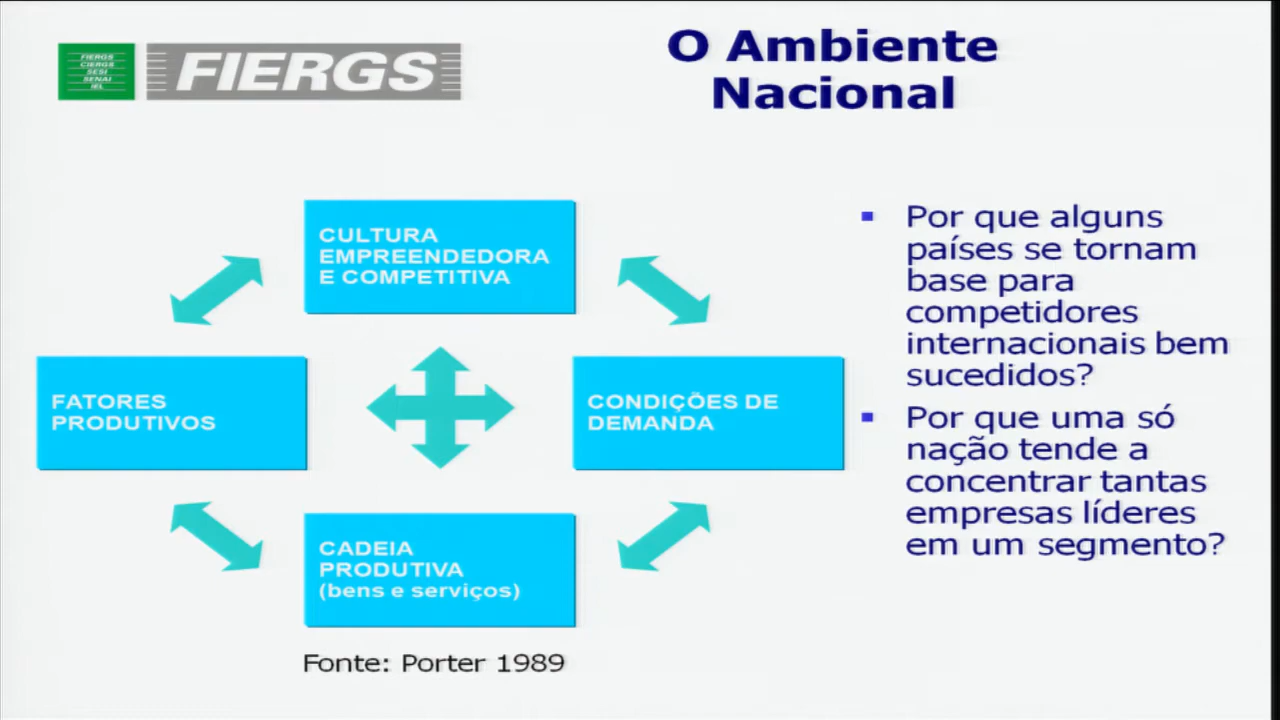 FIERGS
CIERGS
SESI
SENAI
IEL
FIERGS
O Ambiente
Nacional
CULTURA
EMPREENDEDORA
E COMPETITIVA
FATORES
PRODUTIVOS
CONDIÇÕES DE
DEMANDA
CADEIA
PRODUTIVA
(bens e serviços)
Fonte: Porter 1989
Por que alguns
países se tornam
base para
competidores
internacionais bem
sucedidos?
Por que uma só
nação tende a
concentrar tantas
empresas líderes
em um segmento?